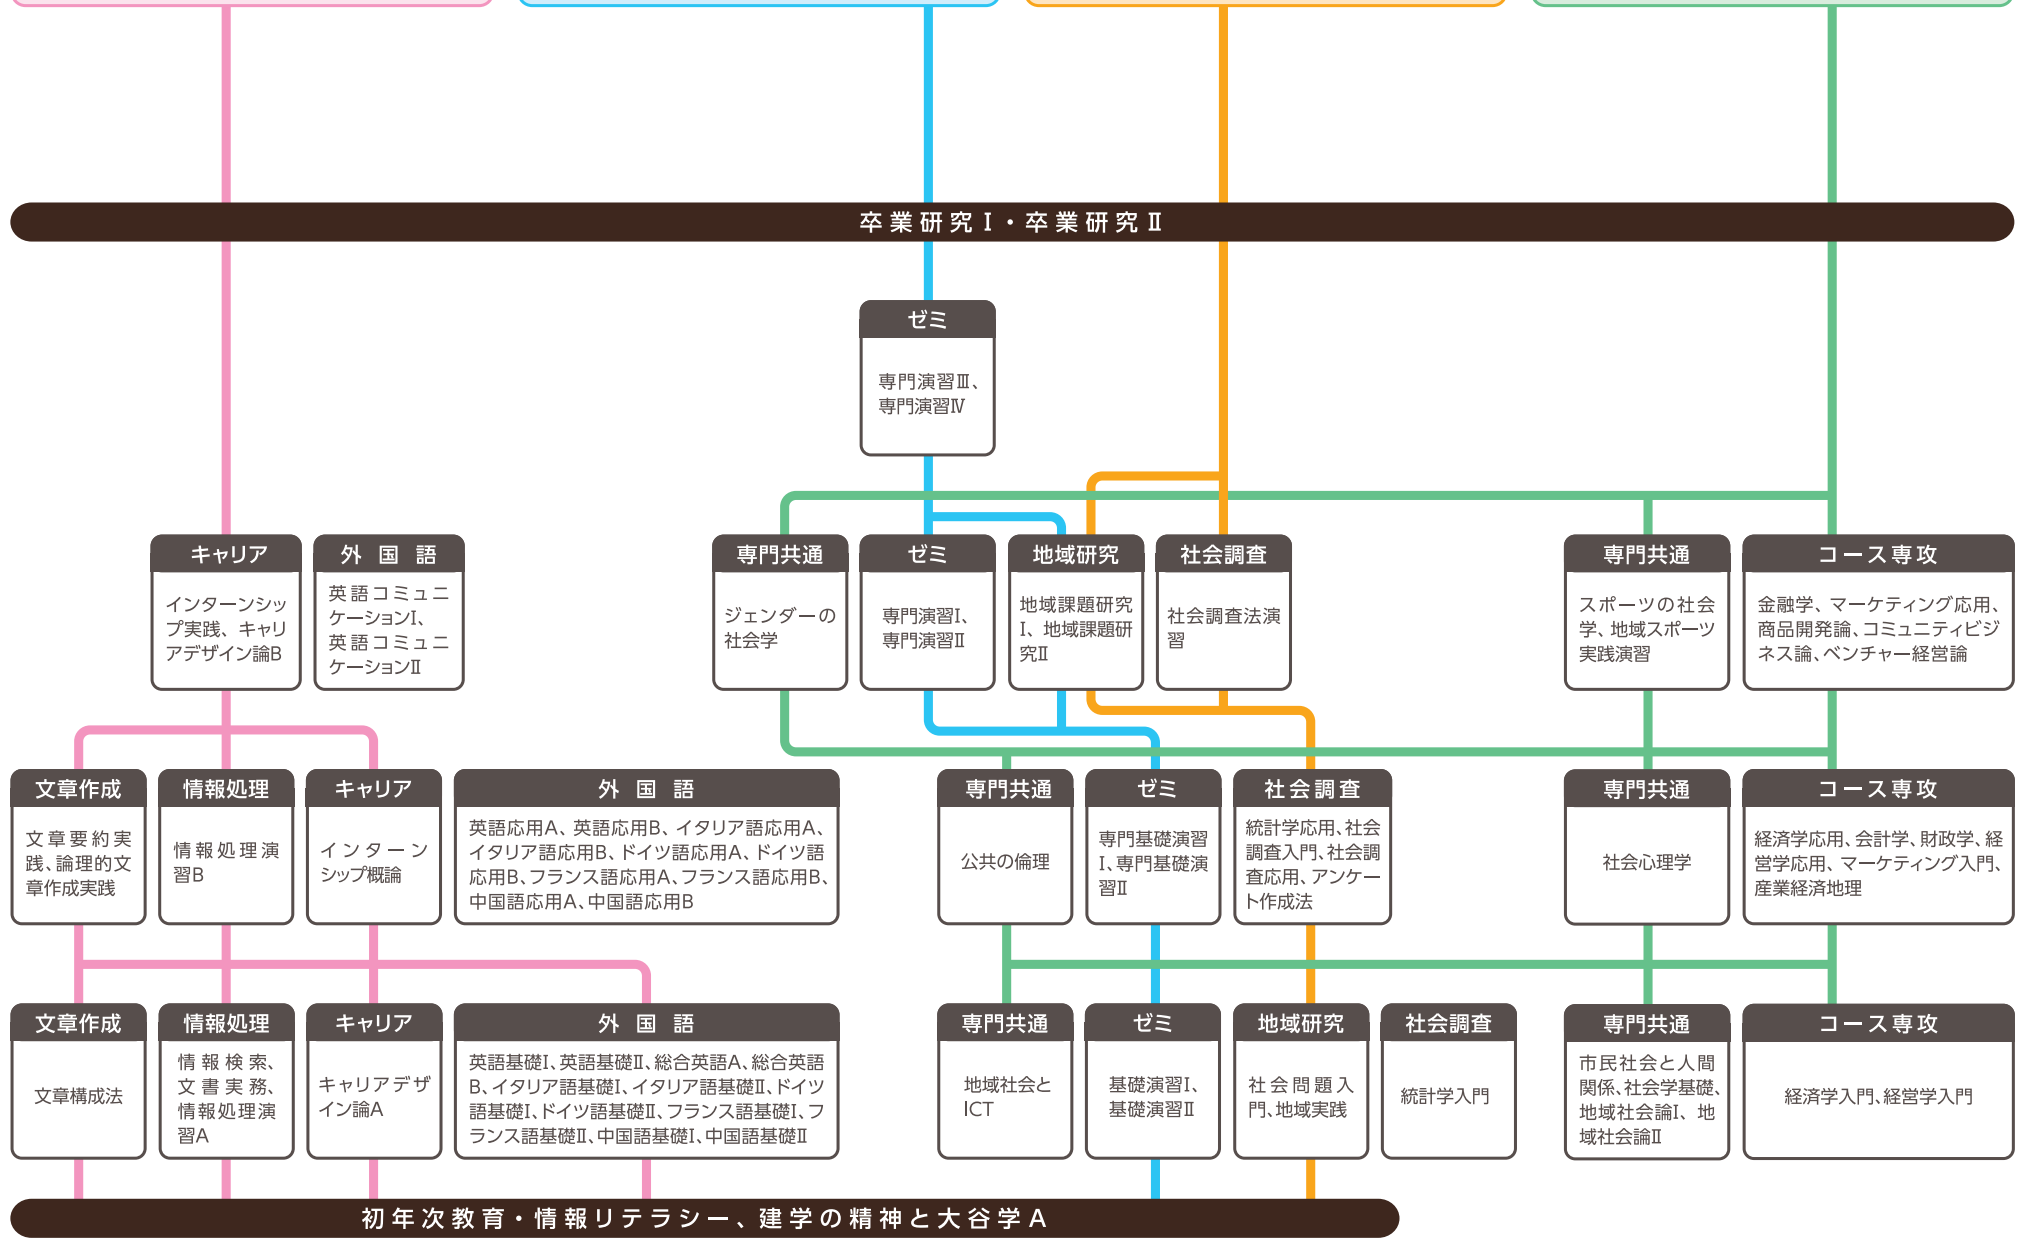 卒業研究Ⅰ・卒業研究Ⅱ
ゼミ
専門演習Ⅲ、
専門演習Ⅳ
キャリア
インターンシッ
プ実践、キャリ
アデザイン論B
外国語
英語コミュニ
ケーションⅠ、
英語コミュニ
ケーションⅡ
専門共通
ジェンダーの
社会学
ゼミ
専門演習Ⅰ、
専門演習Ⅱ
地域研究
地域課題研究
Ⅰ、地域課題研
究Ⅱ
社会調査
社会調査法演
習
専門共通
スポーツの社会
学、地域スポーツ
実践演習
コース専攻
金融学、マーケティング応用、
商品開発論、コミュニティビジ
ネス論、ベンチャー経営論
文章作成
文章要約実
践、論理的文
章作成実践
情報処理
情報処理演
習B
キャリア
インターン
シップ概論
外国語
英語応用A、英語応用B、イタリア語応用A、
イタリア語応用B、ドイツ語応用A、ドイツ語
応用B、フランス語応用A、フランス語応用B、
中国語応用A、中国語応用B
専門共通
公共の倫理
ゼミ
専門基礎演習
Ⅰ、専門基礎演
習Ⅱ
社会調査
統計学応用、社会
調査入門、社会調
査応用、アンケー
ト作成法
専門共通
社会心理学
コース専攻
経済学応用、会計学、財政学、経
営学応用、マーケティング入門、
産業経済地理
文章作成
文章構成法
情報処理
情報検索、
文書実務、
情報処理演
習A
キャリア
キャリアデザ
イン論A
外国語
英語基礎Ⅰ、英語基礎Ⅱ、総合英語A、総合英語
B、イタリア語基礎Ⅰ、イタリア語基礎Ⅱ、ドイツ
語基礎Ⅰ、ドイツ語基礎Ⅱ、フランス語基礎Ⅰ、フ
ランス語基礎Ⅱ、中国語基礎Ⅰ、中国語基礎Ⅱ
専門共通
地域社会と
ICT
ゼミ
基礎演習Ⅰ、
基礎演習Ⅱ
地域研究
社会問題入
門、地域実践
社会調査
統計学入門
専門共通
市民社会と人間
関係、社会学基礎、
地域社会論Ⅰ、地
域社会論Ⅱ
コース専攻
経済学入門、経営学入門
初年次教育・情報リテラシー、建学の精神と大谷学A